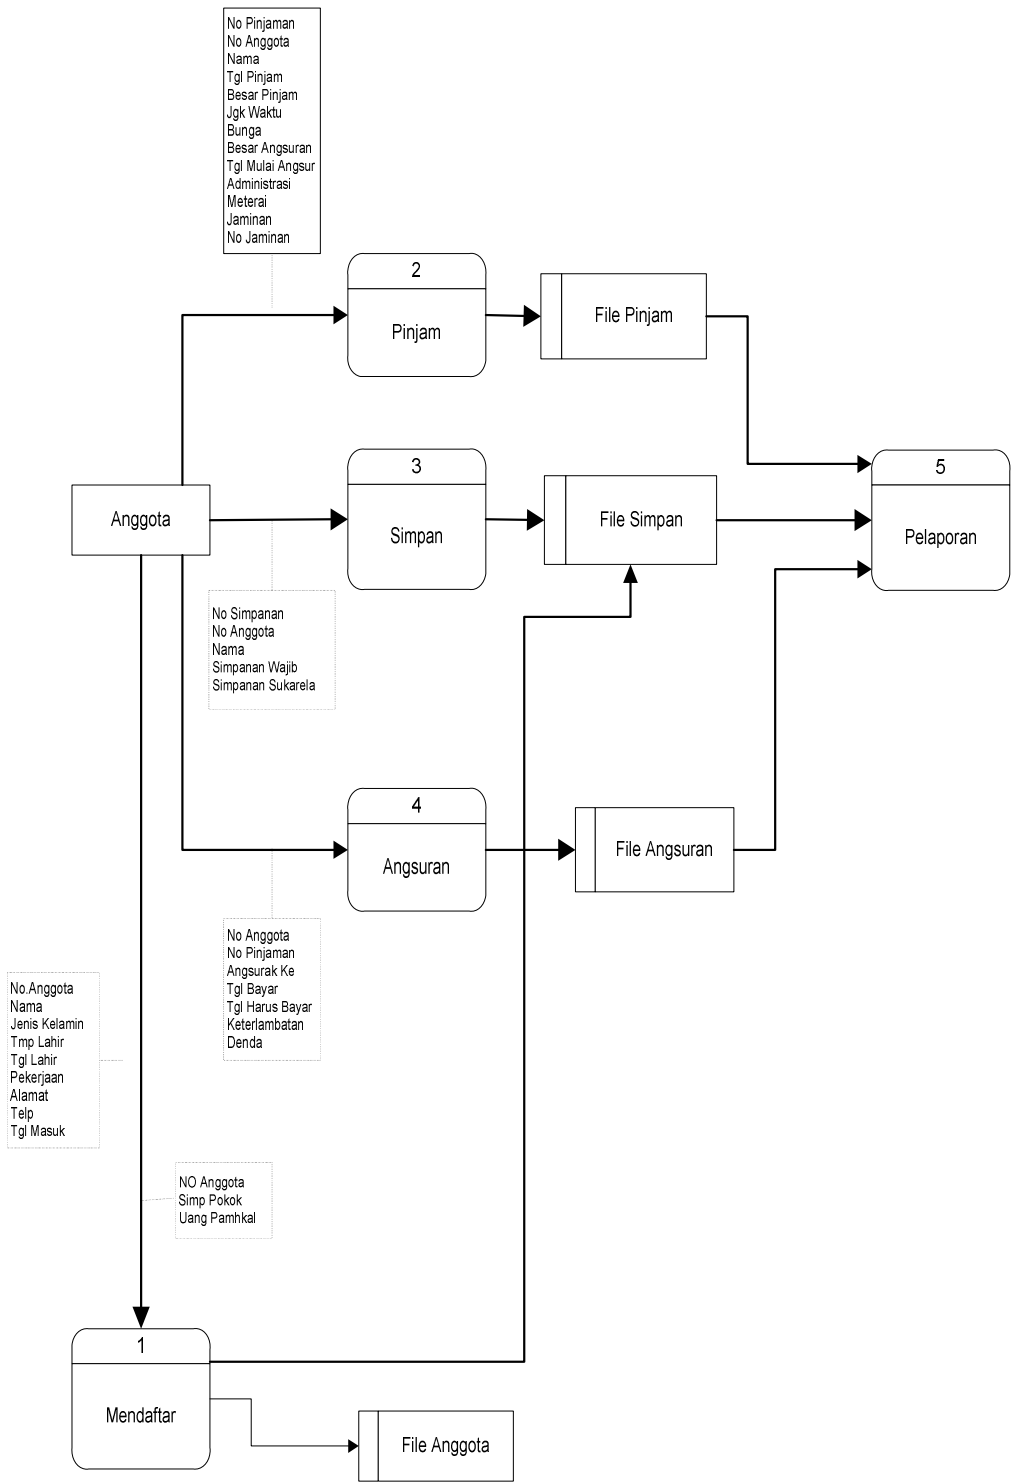 No Pinjaman
No Anggota
Nama
Tgl Pinjam
Besar Pinjam
Jgk Waktu
Bunga
Besar Angsuran
Tgl Mulai Angsur
Administrasi
Meterai
Jaminan
No Jaminan
2
Pinjam
File Pinjam
Anggota
3
Simpan
File Simpan
5
Pelaporan
No Simpanan
No Anggota
Nama
Simpanan Wajib
Simpanan Sukarela
4
Angsuran
File Angsuran
No Anggota
No Pinjaman
Angsurak Ke
Tgl Bayar
Tgl Harus Bayar
Keterlambatan
Denda
No.Anggota
Nama
Jenis Kelamin
Tmp Lahir
Tgl Lahir
Pekerjaan
Alamat
Telp
Tgl Masuk
NO Anggota
Simp Pokok
Uang Pamhkal
1
Mendaftar
File Anggota